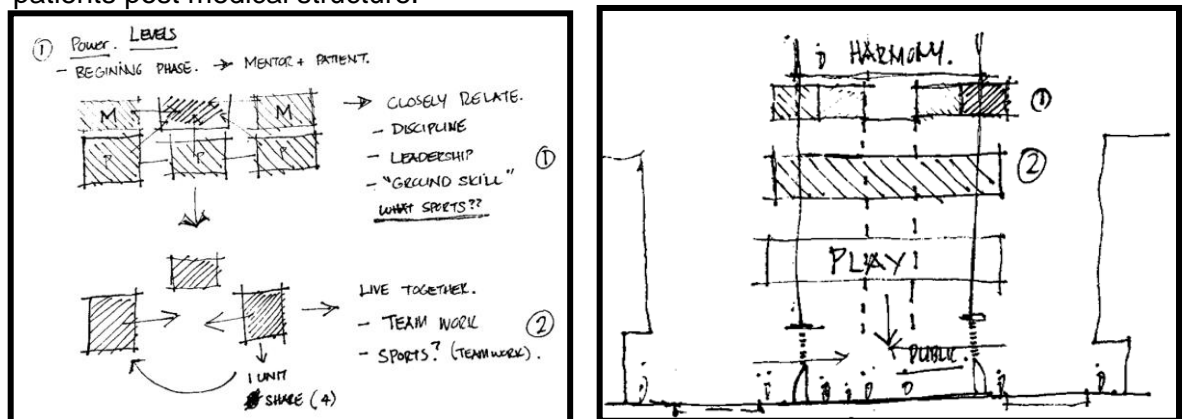 patients post medical structure.
① Power. LEVELS
- BEGINING PHASE. → MENTOR + PATIENT.
M M
P P P
→ CLOSELY RELATE.
- DISCIPLINE
- LEADERSHIP ①
- "GROUND SKILL"
WHAT SPORTS??
LIVE TOGETHER.
- TEAM WORK ②
- SPORTS? (TEAMWORK).
1 UNIT
SHARE (4)
HARMONY.
①
②
PLAY
PUBLIC.